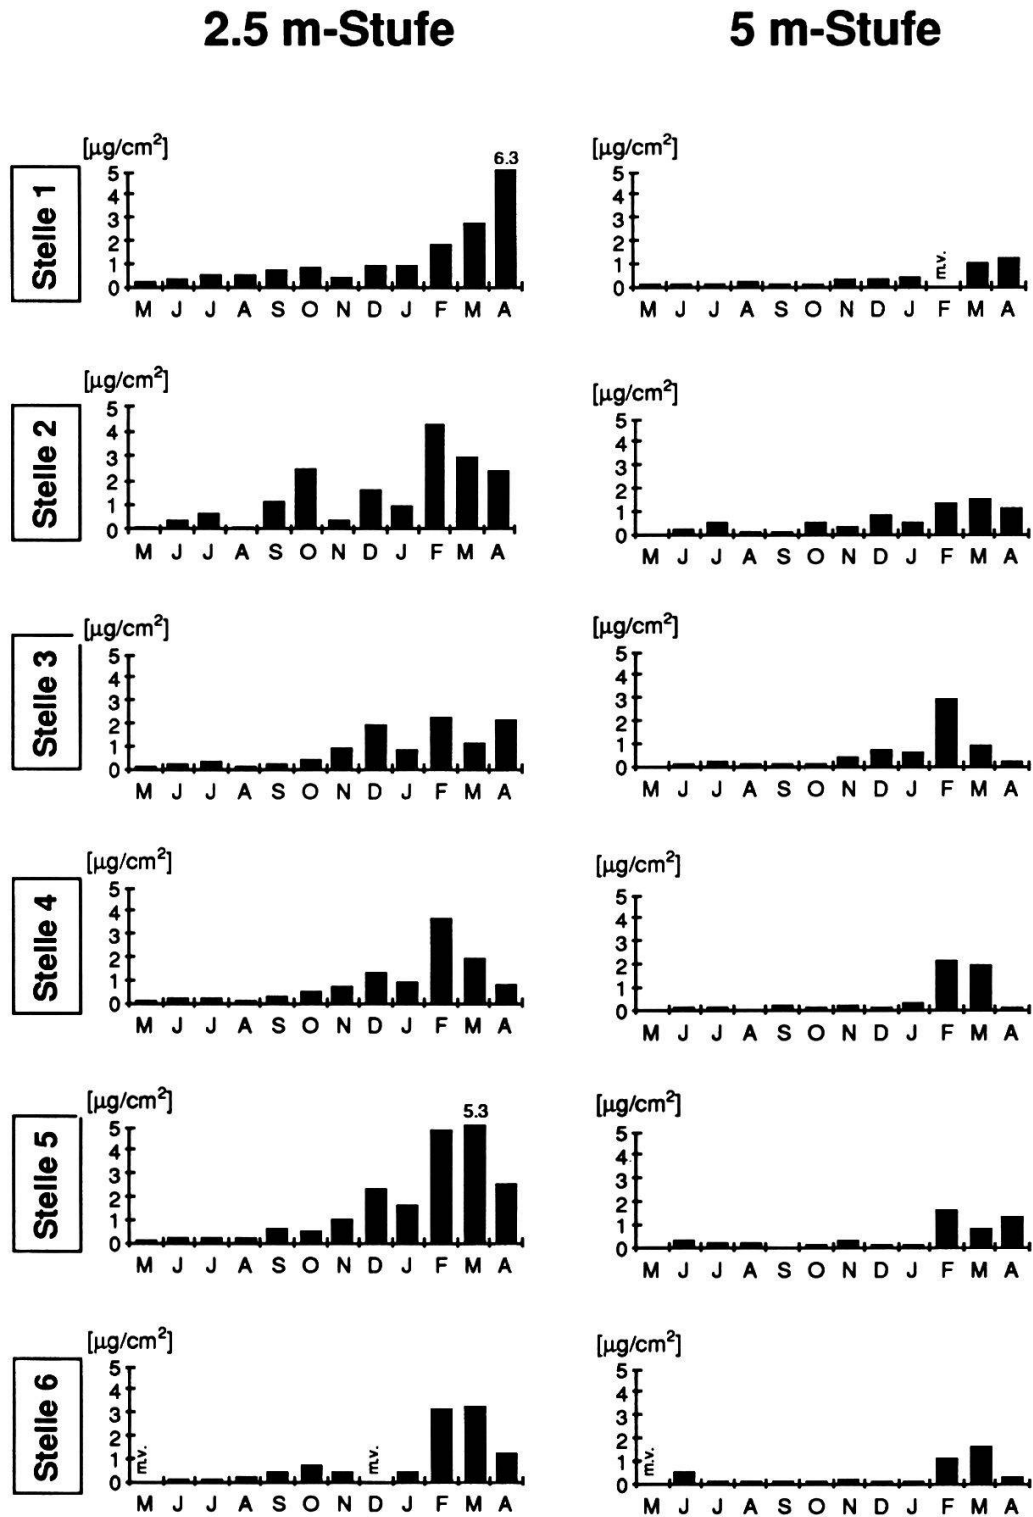 2.5 m-Stufe
5 m-Stufe
Stelle 1
[µg/cm²]
6.3
5
4
3
2
1
0
M J J A S O N D J F M A
[µg/cm²]
5
4
3
2
1
0
m.v.
M J J A S O N D J F M A
Stelle 2
[µg/cm²]
5
4
3
2
1
0
M J J A S O N D J F M A
[µg/cm²]
5
4
3
2
1
0
M J J A S O N D J F M A
Stelle 3
[µg/cm²]
5
4
3
2
1
0
M J J A S O N D J F M A
[µg/cm²]
5
4
3
2
1
0
M J J A S O N D J F M A
Stelle 4
[µg/cm²]
5
4
3
2
1
0
M J J A S O N D J F M A
[µg/cm²]
5
4
3
2
1
0
M J J A S O N D J F M A
Stelle 5
[µg/cm²]
5.3
5
4
3
2
1
0
M J J A S O N D J F M A
[µg/cm²]
5
4
3
2
1
0
M J J A S O N D J F M A
Stelle 6
[µg/cm²]
5
4
3
2
1
0
m.v.
m.v.
M J J A S O N D J F M A
[µg/cm²]
5
4
3
2
1
0
m.v.
M J J A S O N D J F M A